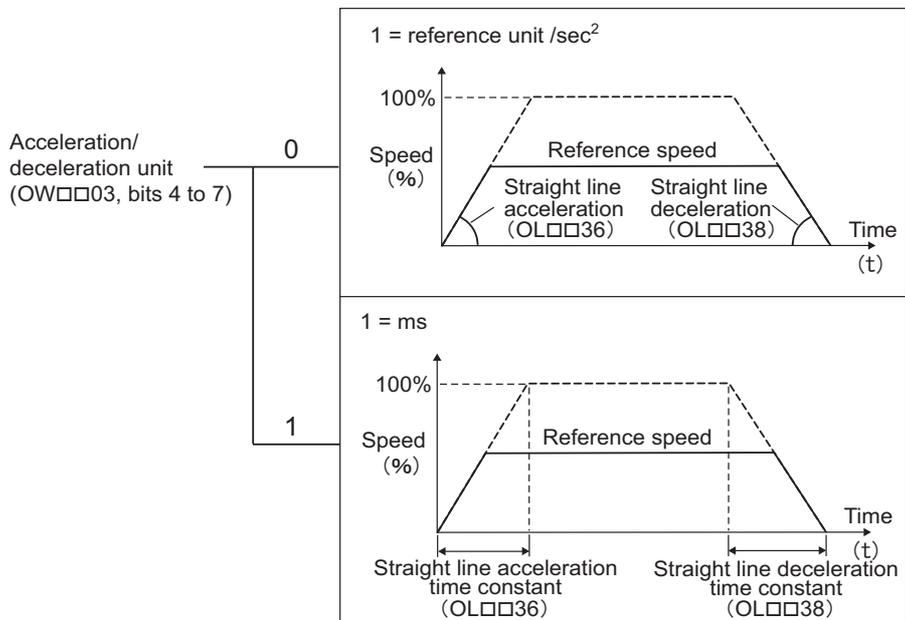 Acceleration/
deceleration unit
(OW□□03, bits 4 to 7)
0
1 = reference unit /sec²
100%
Speed
(%)
Reference speed
Straight line
acceleration
(OL□□36)
Straight line
deceleration
(OL□□38)
Time
(t)
1
1 = ms
100%
Speed
(%)
Reference speed
Time
(t)
Straight line acceleration
time constant
(OL□□36)
Straight line deceleration
time constant
(OL□□38)